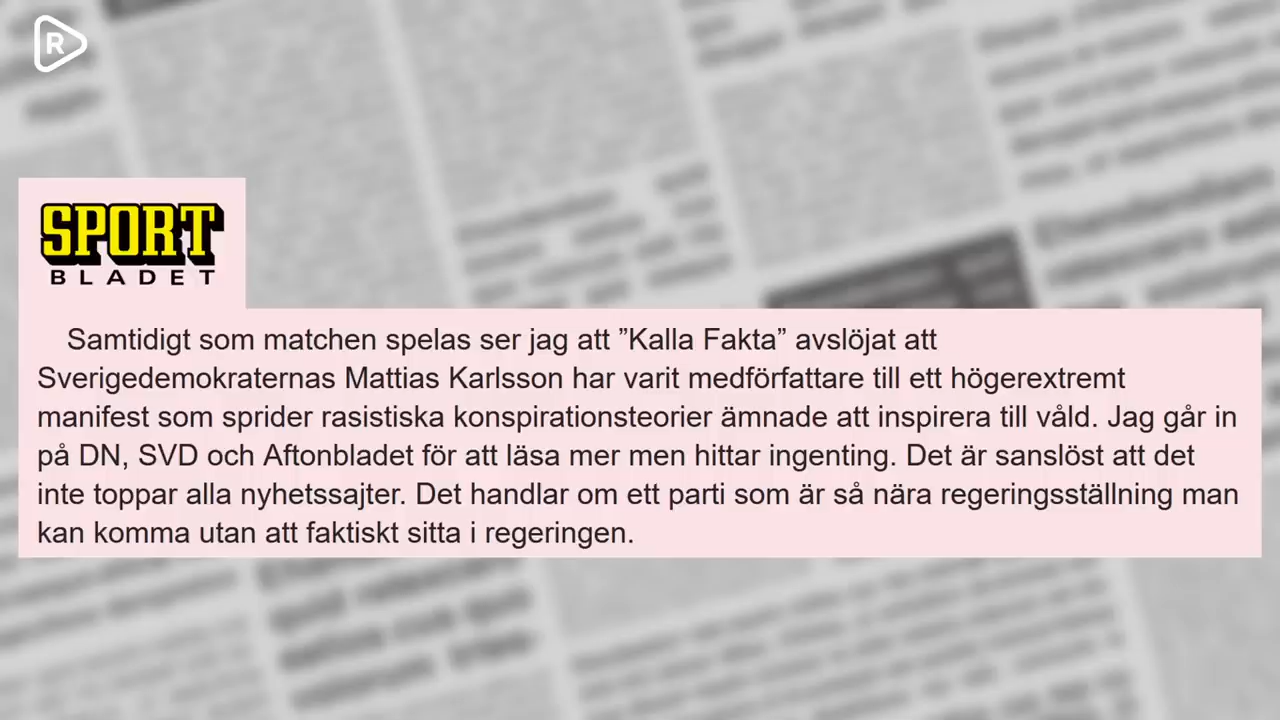 R
SPORT
BLADET
Samtidigt som matchen spelas ser jag att ”Kalla Fakta” avslöjat att
Sverigedemokraternas Mattias Karlsson har varit medförfattare till ett högerextremt
manifest som sprider rasistiska konspirationsteorier ämnade att inspirera till våld. Jag går in
på DN, SVD och Aftonbladet för att läsa mer men hittar ingenting. Det är sanslöst att det
inte toppar alla nyhetssajter. Det handlar om ett parti som är så nära regeringsställning man
kan komma utan att faktiskt sitta i regeringen.